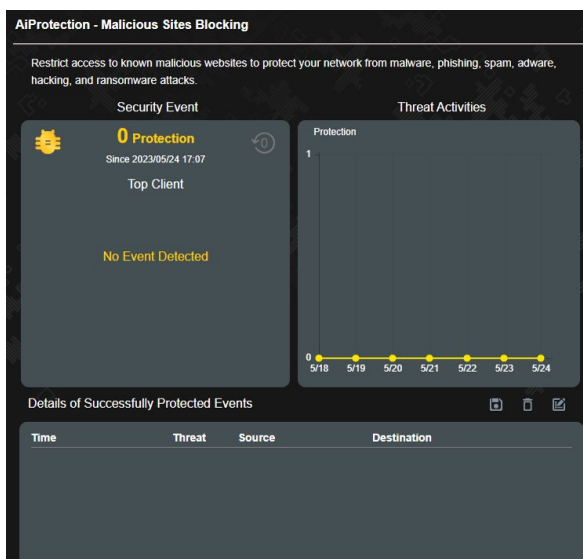 AiProtection - Malicious Sites Blocking
Restrict access to known malicious websites to protect your network from malware, phishing, spam, adware,
hacking, and ransomware attacks.
Security Event
0 Protection
Since 2023/05/24 17:07
0
Top Client
No Event Detected
Threat Activities
Protection
1
0
5/18 5/19 5/20 5/21 5/22 5/23 5/24
Details of Successfully Protected Events
Time Threat Source Destination